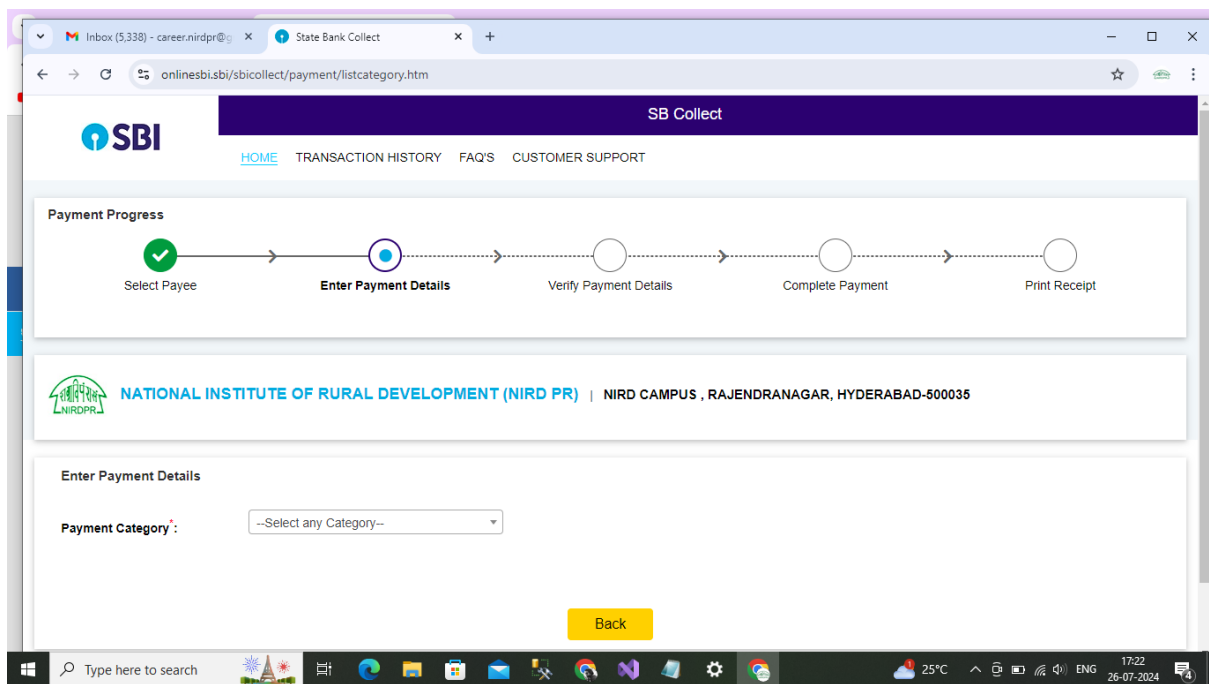 Inbox (5,338) - career.nirdpr@g
State Bank Collect
onlinesbi.sbi/sbicollect/payment/listcategory.htm
SBI
SB Collect
HOME TRANSACTION HISTORY FAQ'S CUSTOMER SUPPORT
Payment Progress
Select Payee Enter Payment Details Verify Payment Details Complete Payment Print Receipt
NIRDPR
NATIONAL INSTITUTE OF RURAL DEVELOPMENT (NIRD PR) | NIRD CAMPUS , RAJENDRANAGAR, HYDERABAD-500035
Enter Payment Details
Payment Category*: --Select any Category--
Back
Type here to search
25°C
ENG
17:22
26-07-2024
4